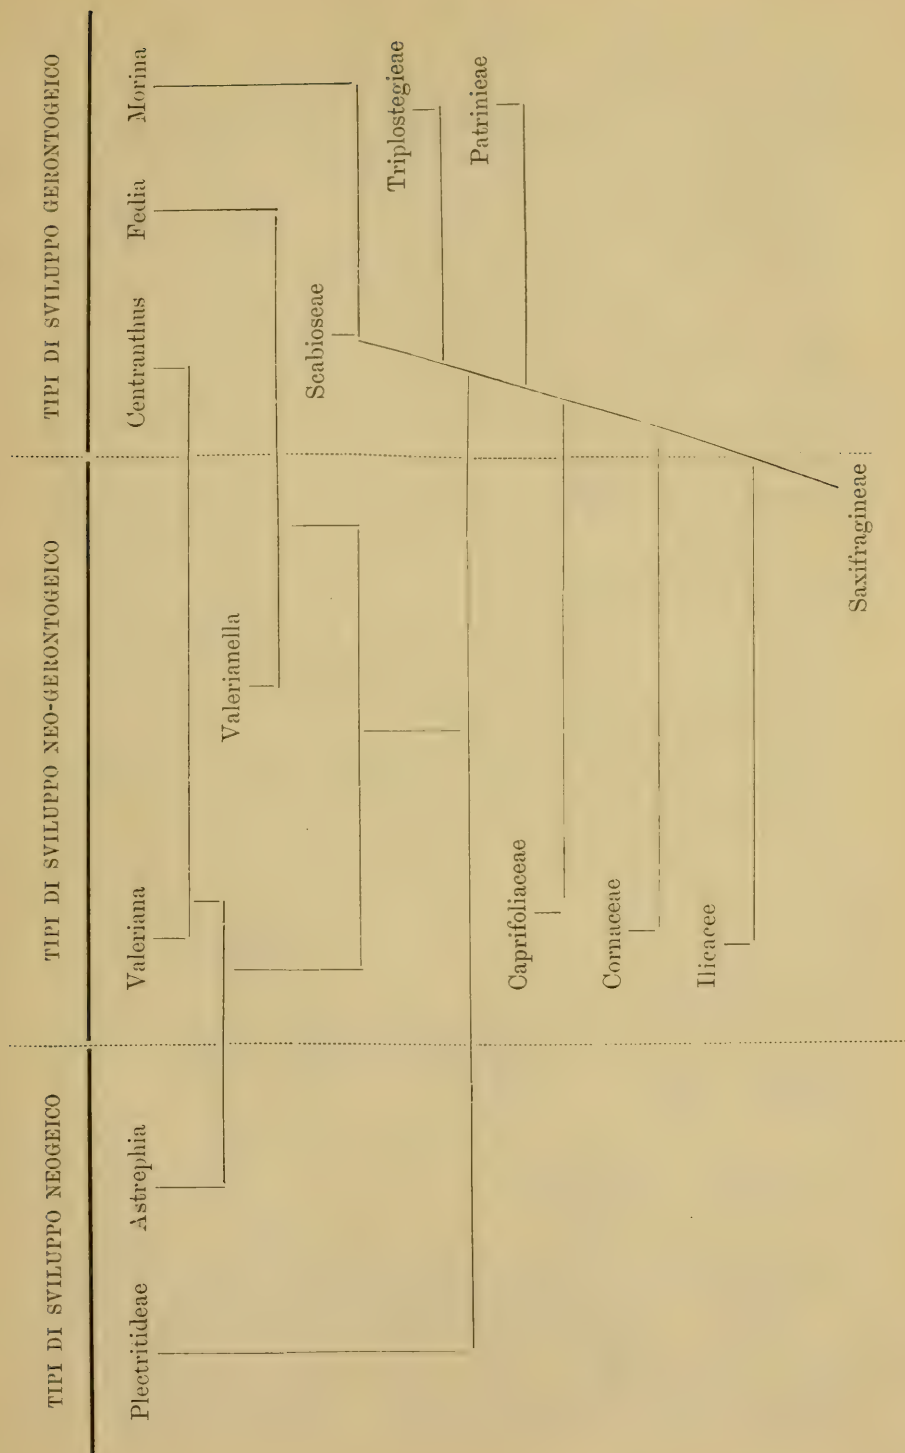 TIPI DI SVILUPPO NEOGEICO
TIPI DI SVILUPPO NEO-GERONTOGEICO
TIPI DI SVILUPPO GERONTOGEICO
Plectritideae
Astrephia
Valeriana
Centranthus
Fedia
Morina
Valerianella
Scabioseae
Triplostegieae
Patrinieae
Caprifoliaceae
Cornaceae
Ilicacee
Saxifragineae